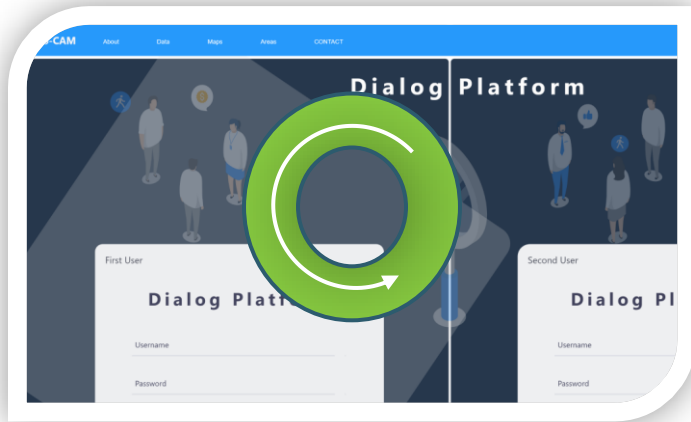 -CAM About Data Maps Areas CONTACT
Dialog Platform
First User
Second User
Dialog Platf
Dialog Pl
Username
Username
Password
Password